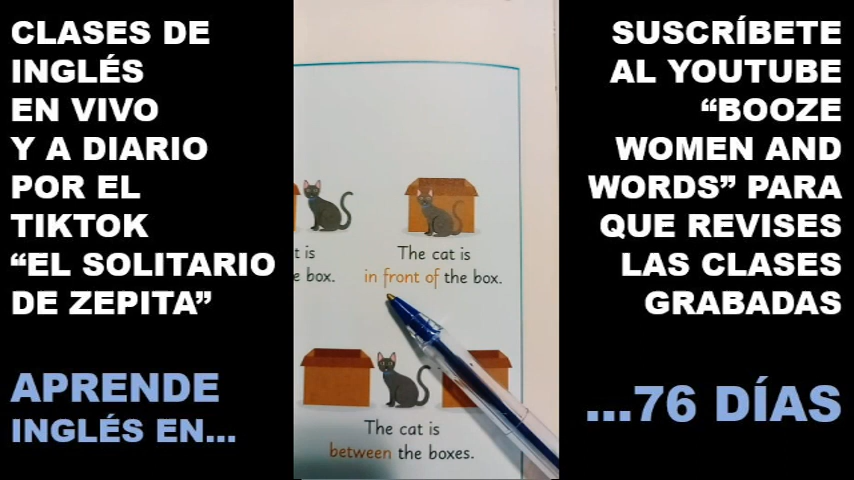 CLASES DE
INGLÉS
EN VIVO
Y A DIARIO
POR EL
TIKTOK
“EL SOLITARIO
DE ZEPITA”
APRENDE
INGLÉS EN...
t is
e box.
The cat is
in front of the box.
The cat is
between the boxes.
SUSCRÍBETE
AL YOUTUBE
“BOOZE
WOMEN AND
WORDS” PARA
QUE REVISES
LAS CLASES
GRABADAS
...76 DÍAS